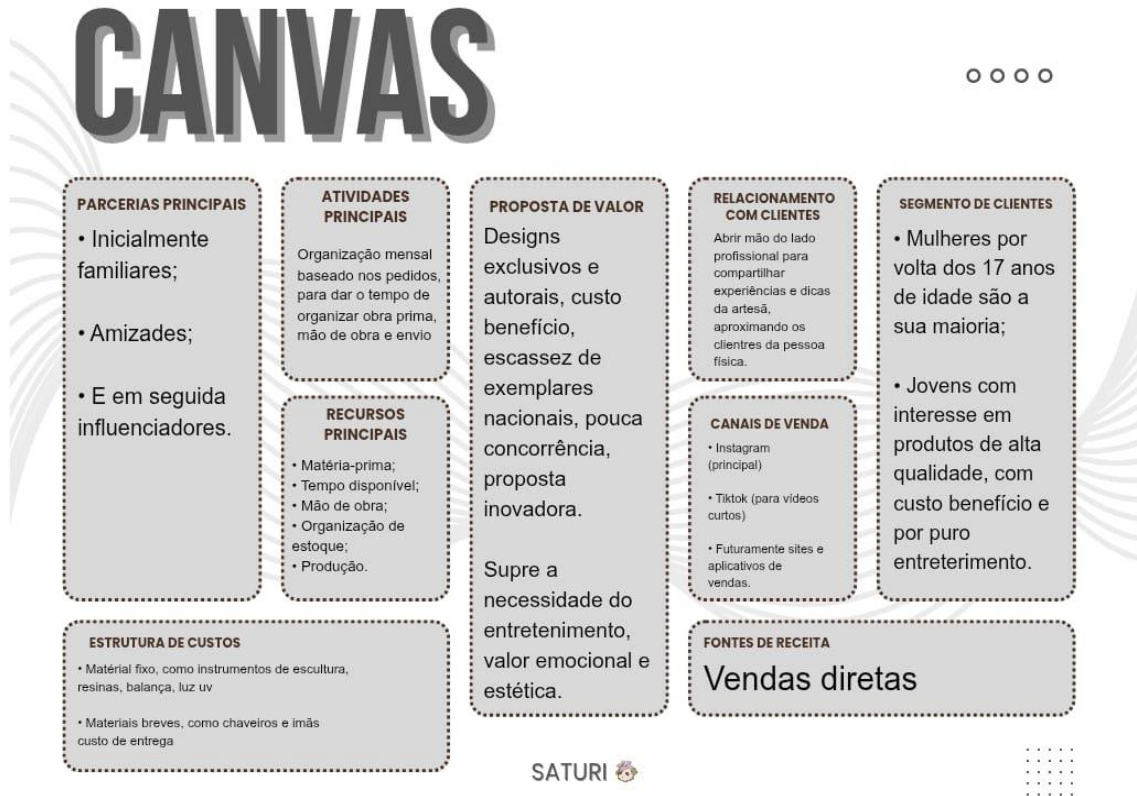 CANVAS
PARCERIAS PRINCIPAIS
• Inicialmente
familiares;
• Amizades;
• E em seguida
influenciadores.
ATIVIDADES
PRINCIPAIS
Organização mensal
baseado nos pedidos,
para dar o tempo de
organizar obra prima,
mão de obra e envio
RECURSOS
PRINCIPAIS
• Matéria-prima;
• Tempo disponível;
• Mão de obra;
• Organização de
estoque;
• Produção.
PROPOSTA DE VALOR
Designs
exclusivos e
autorais, custo
benefício,
escassez de
exemplares
nacionais, pouca
concorrência,
proposta
inovadora.
Supre a
necessidade do
entretenimento,
valor emocional e
estética.
RELACIONAMENTO
COM CLIENTES
Abrir mão do lado
profissional para
compartilhar
experiências e dicas
da artesã,
aproximando os
clientres da pessoa
física.
CANAIS DE VENDA
• Instagram
(principal)
• Tiktok (para vídeos
curtos)
• Futuramente sites e
aplicativos de
vendas.
SEGMENTO DE CLIENTES
• Mulheres por
volta dos 17 anos
de idade são a
sua maioria;
• Jovens com
interesse em
produtos de alta
qualidade, com
custo benefício e
por puro
entreterimento.
ESTRUTURA DE CUSTOS
• Matérial fixo, como instrumentos de escultura,
resinas, balança, luz uv
• Materiais breves, como chaveiros e imãs
custo de entrega
FONTES DE RECEITA
Vendas diretas
SATURI